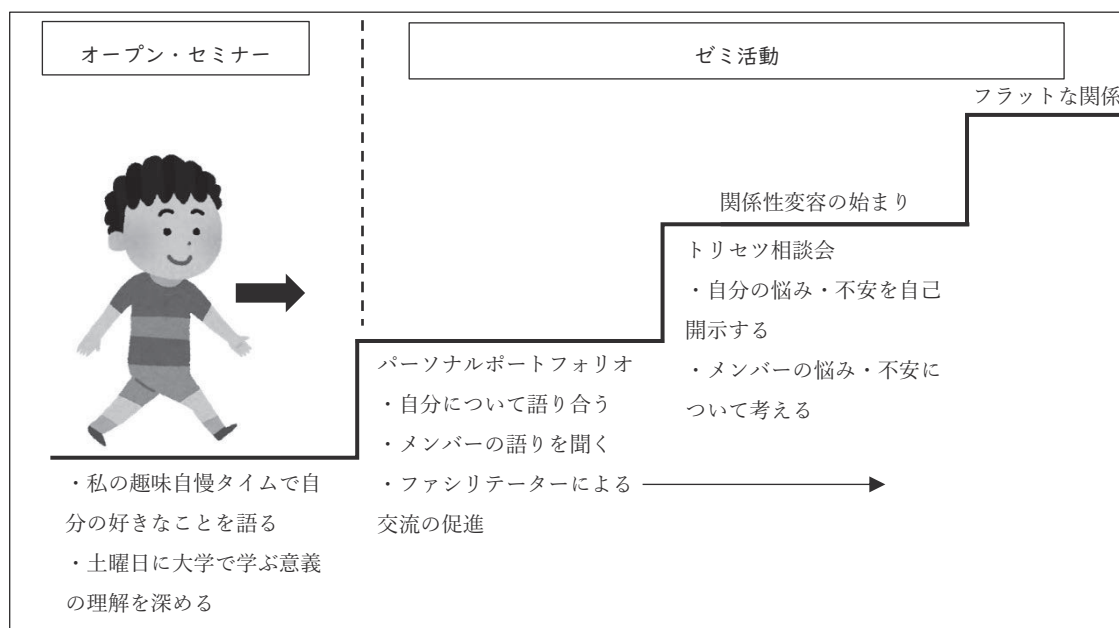 オープン・セミナー
ゼミ活動
フラットな関係
関係性変容の始まり
トリセツ相談会
・自分の悩み・不安を自己
開示する
・メンバーの悩み・不安に
ついて考える
パーソナルポートフォリオ
・自分について語り合う
・メンバーの語りを聞く
・ファシリテーターによる
交流の促進
・私の趣味自慢タイムで自
分の好きなことを語る
・土曜日に大学で学ぶ意義
の理解を深める